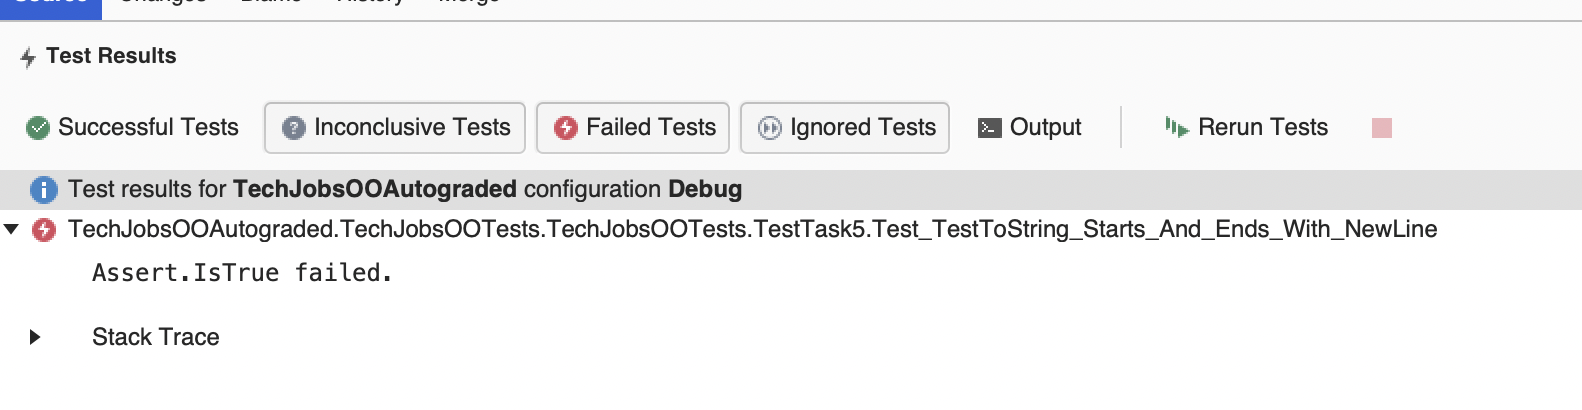 Source Changes Blame History Merge
Test Results
Successful Tests Inconclusive Tests Failed Tests Ignored Tests Output Rerun Tests
Test results for TechJobsOOAutograded configuration Debug
TechJobsOOAutograded.TechJobsOOTests.TechJobsOOTests.TestTask5.Test_TestToString_Starts_And_Ends_With_NewLine
Assert.IsTrue failed.
Stack Trace